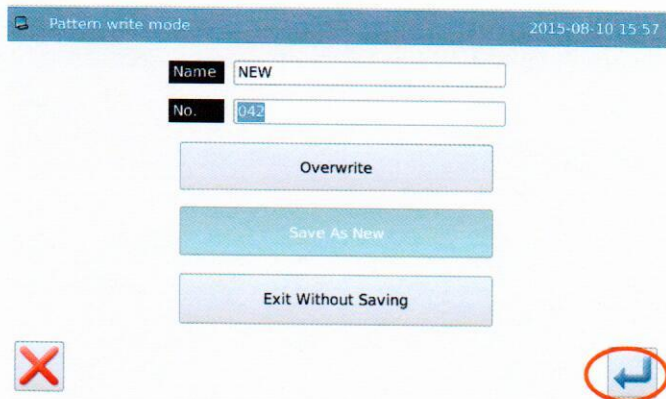 Pattern write mode 2015-08-10 15:57
Name NEW
No. 042
Overwrite
Save As New
Exit Without Saving